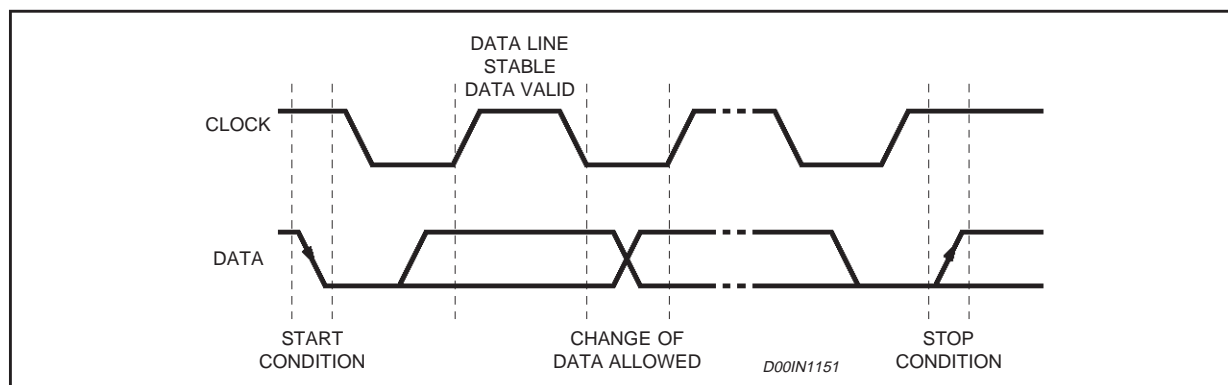 DATA LINE
STABLE
DATA VALID
CLOCK
DATA
START
CONDITION
CHANGE OF
DATA ALLOWED
D00IN1151
STOP
CONDITION